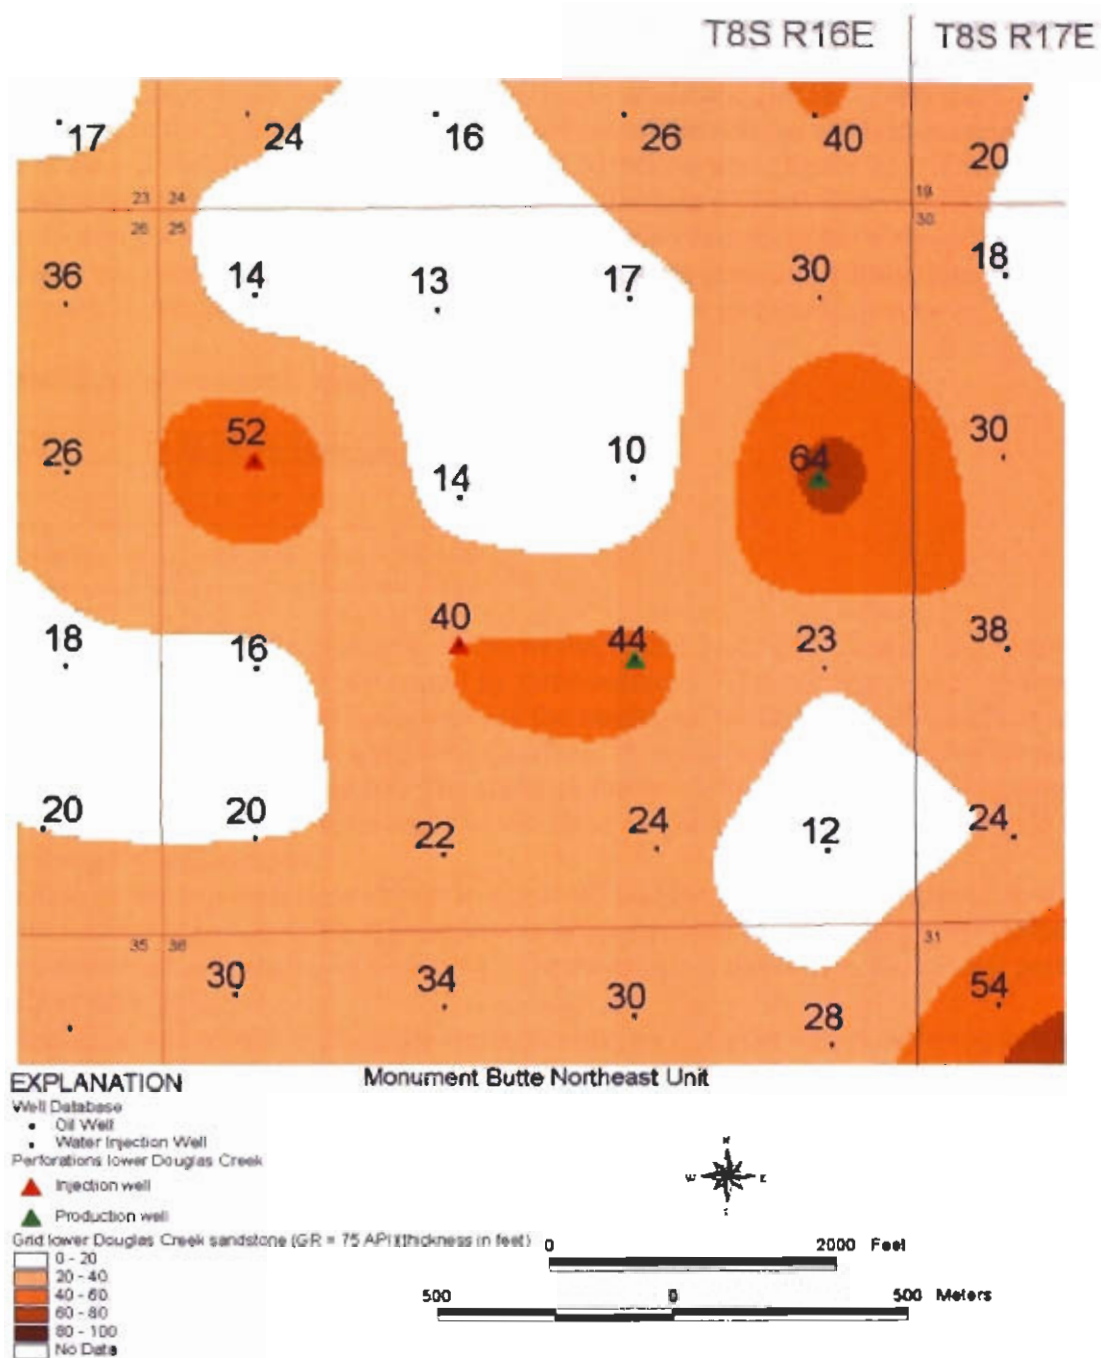 T8S R16E T8S R17E
17 24 16 26 40 20
23 24 19
26 25 30
36 14 13 17 30 18
26 52 14 10 64 30
18 16 40 44 23 38
20 20 22 24 12 24
35 36 31
30 34 30 28 54
EXPLANATION
Monument Butte Northeast Unit
Well Database
Oil Well
Water Injection Well
Perforations lower Douglas Creek
Injection well
Production well
Grid lower Douglas Creek sandstone (GR = 75 API)(thickness in feet)
0 - 20
20 - 40
40 - 60
60 - 80
80 - 100
No Data
N
W E
0 2000 Feet
500 0 500 Meters